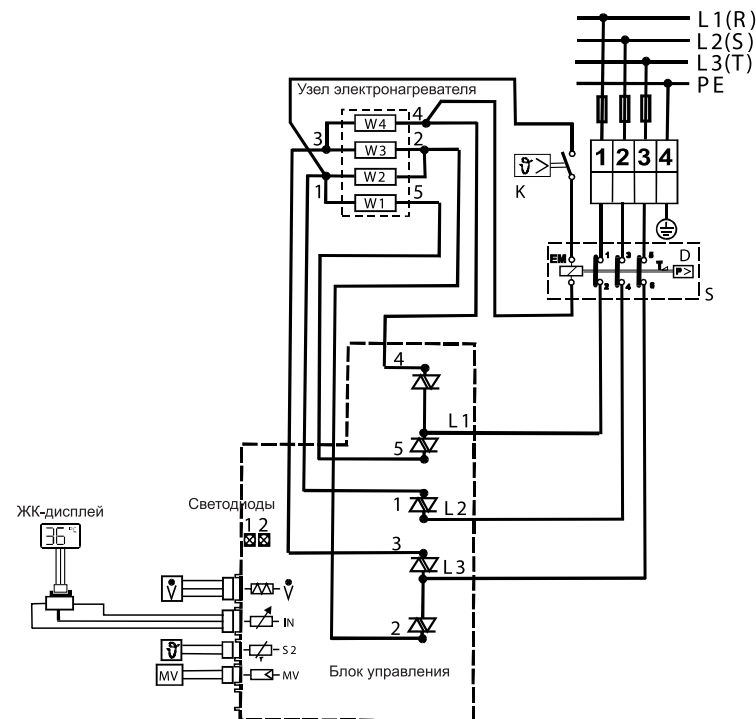 L1(R)
L2(S)
L3(T)
PE
Узел электронагревателя
W4
W3
W2
W1
3
1
4
2
5
1 2 3 4
ϑ >
K
EM
1 3 5
2 4 6
D
P>
S
4
L1
5
1
L2
3
L3
2
Блок управления
Светодиоды
1 2
ЖК-дисплей
36 °C
V̇
V̇
IN
ϑ
S2
MV
MV